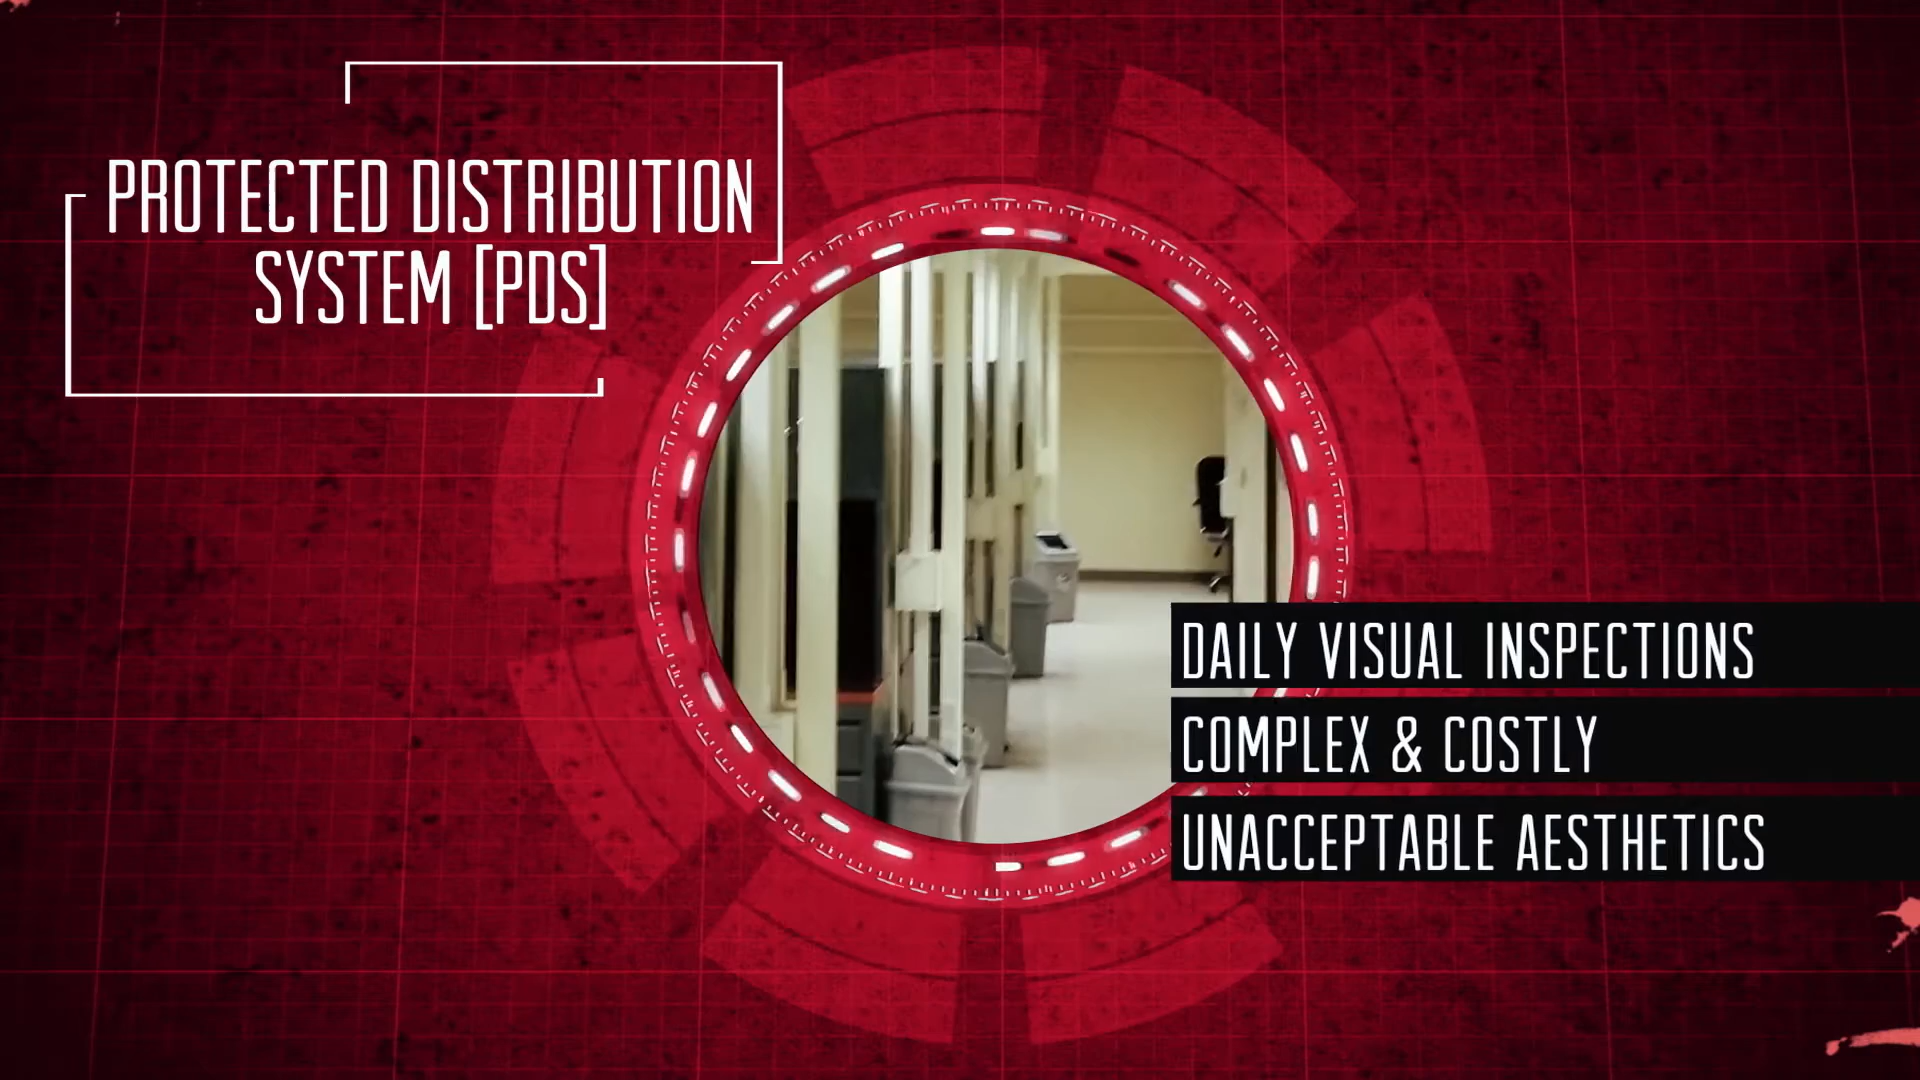 PROTECTED DISTRIBUTION
SYSTEM [PDS]
DAILY VISUAL INSPECTIONS
COMPLEX & COSTLY
UNACCEPTABLE AESTHETICS